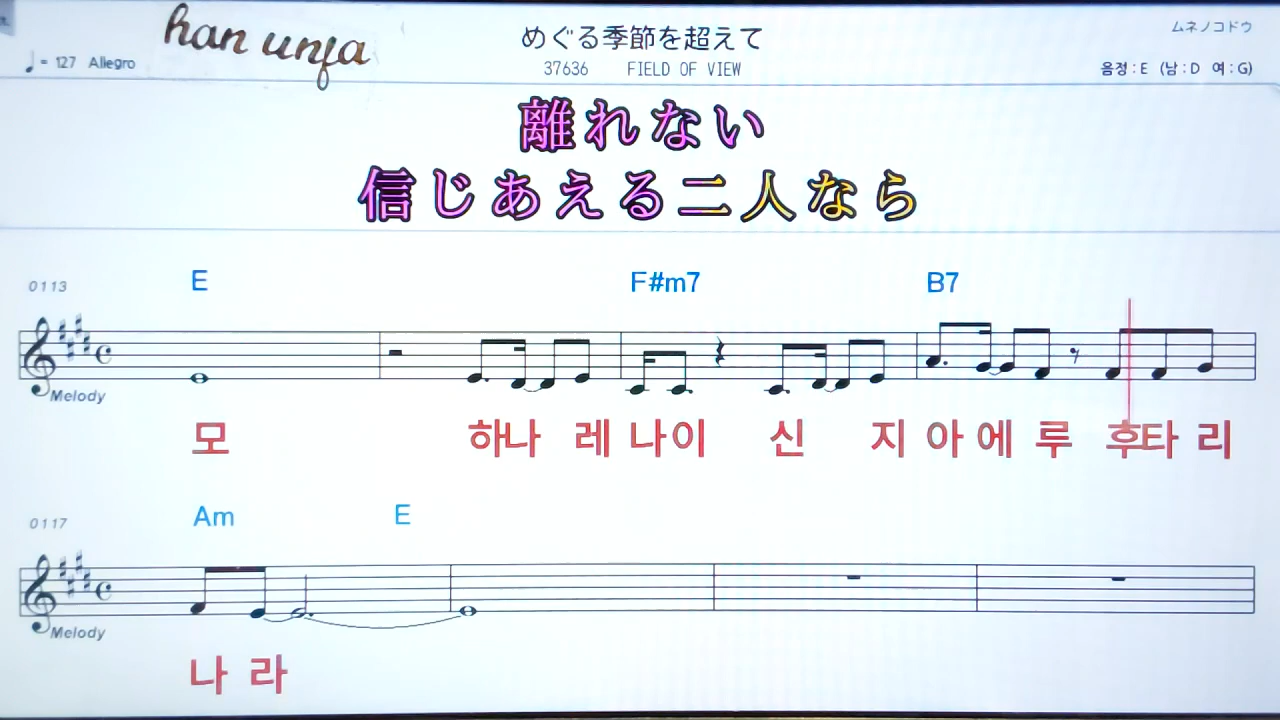 han unfa
♩= 127 Allegro
めぐる季節を超えて
37636 FIELD OF VIEW
ムネノコドウ
음정:E (남:D 여:G)
離れない
信じあえる二人なら
0113 E F#m7 B7
Melody
모 하나 레 나이 신 지 아 에 루 후타 리
0117 Am E
Melody
나 라